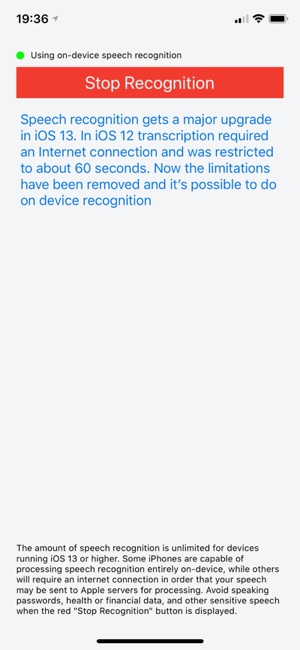 19:36
Using on-device speech recognition
Stop Recognition
Speech recognition gets a major upgrade
in iOS 13. In iOS 12 transcription required
an Internet connection and was restricted
to about 60 seconds. Now the limitations
have been removed and it’s possible to do
on device recognition
The amount of speech recognition is unlimited for devices
running iOS 13 or higher. Some iPhones are capable of
processing speech recognition entirely on-device, while others
will require an internet connection in order that your speech
may be sent to Apple servers for processing. Avoid speaking
passwords, health or financial data, and other sensitive speech
when the red "Stop Recognition" button is displayed.